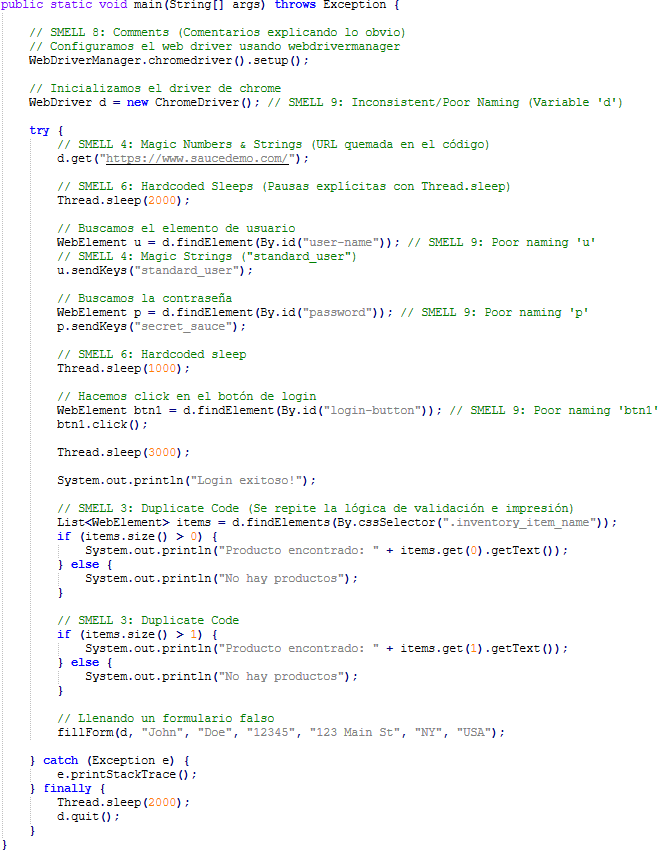 public static void main(String[] args) throws Exception {
// SMELL 8: Comments (Comentarios explicando lo obvio)
// Configuramos el web driver usando webdrivermanager
WebDriverManager.chromedriver().setup();
// Inicializamos el driver de chrome
WebDriver d = new ChromeDriver(); // SMELL 9: Inconsistent/Poor Naming (Variable 'd')
try {
// SMELL 4: Magic Numbers & Strings (URL quemada en el código)
d.get("https://www.saucedemo.com/");
// SMELL 6: Hardcoded Sleeps (Pausas explícitas con Thread.sleep)
Thread.sleep(2000);
// Buscamos el elemento de usuario
WebElement u = d.findElement(By.id("user-name")); // SMELL 9: Poor naming 'u'
// SMELL 4: Magic Strings ("standard_user")
u.sendKeys("standard_user");
// Buscamos la contraseña
WebElement p = d.findElement(By.id("password")); // SMELL 9: Poor naming 'p'
p.sendKeys("secret_sauce");
// SMELL 6: Hardcoded sleep
Thread.sleep(1000);
// Hacemos click en el botón de login
WebElement btn1 = d.findElement(By.id("login-button")); // SMELL 9: Poor naming 'btn1'
btn1.click();
Thread.sleep(3000);
System.out.println("Login exitoso!");
// SMELL 3: Duplicate Code (Se repite la lógica de validación e impresión)
List<WebElement> items = d.findElements(By.cssSelector(".inventory_item_name"));
if (items.size() > 0) {
System.out.println("Producto encontrado: " + items.get(0).getText());
} else {
System.out.println("No hay productos");
}
// SMELL 3: Duplicate Code
if (items.size() > 1) {
System.out.println("Producto encontrado: " + items.get(1).getText());
} else {
System.out.println("No hay productos");
}
// Llenando un formulario falso
fillForm(d, "John", "Doe", "12345", "123 Main St", "NY", "USA");
} catch (Exception e) {
e.printStackTrace();
} finally {
Thread.sleep(2000);
d.quit();
}
}